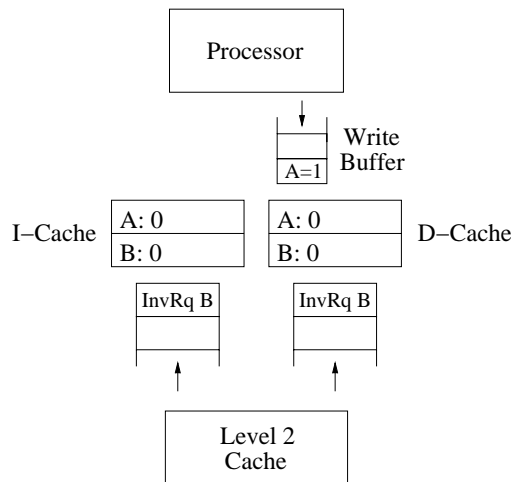 Processor
Write
Buffer
A=1
I–Cache
A: 0
B: 0
A: 0
B: 0
D–Cache
InvRq B
InvRq B
Level 2
Cache